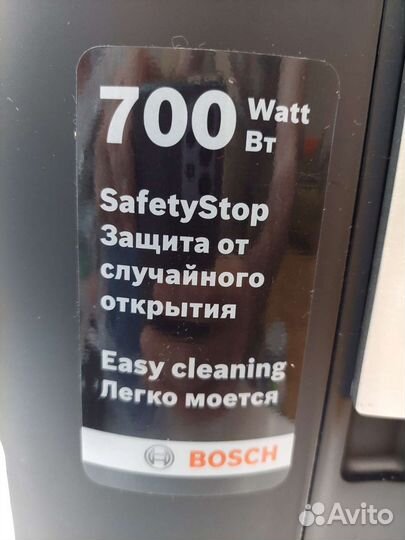 700 Watt
Вт
SafetyStop
Защита от
случайного
открытия
Easy cleaning
Легко моется
BOSCH
Avito